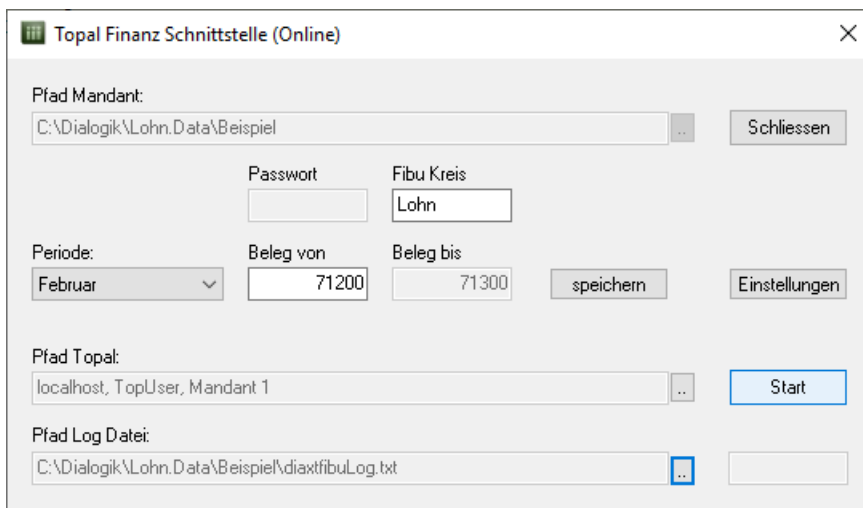 Topal Finanz Schnittstelle (Online)
Pfad Mandant:
C:\Dialogik\Lohn.Data\Beispiel
..
Schliessen
Passwort
Fibu Kreis
Lohn
Periode:
Beleg von
Beleg bis
Februar
71200
71300
speichern
Einstellungen
Pfad Topal:
localhost, TopUser, Mandant 1
..
Start
Pfad Log Datei:
C:\Dialogik\Lohn.Data\Beispiel\diaxtfibuLog.txt
..